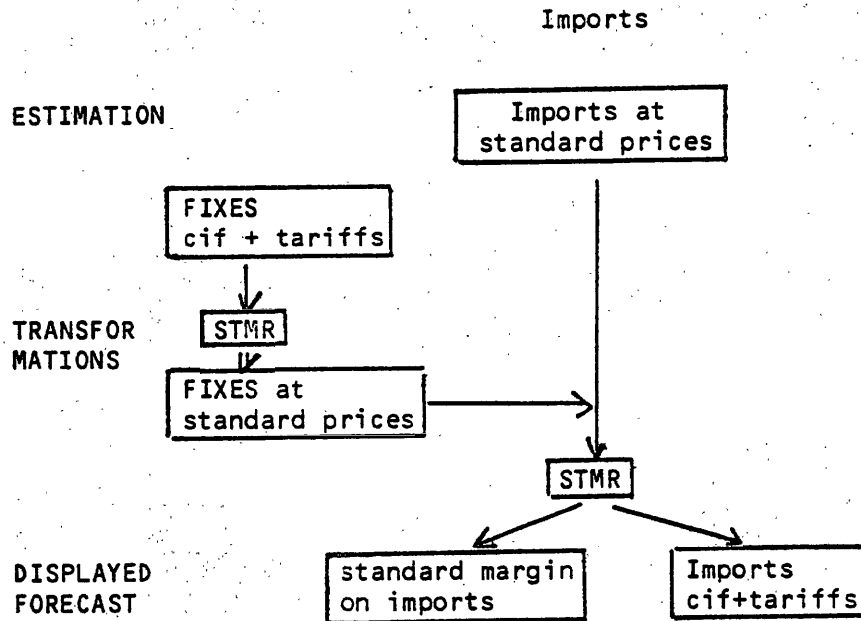 Imports
ESTIMATION
Imports at
standard prices
FIXES
cif + tariffs
TRANSFOR
MATIONS
STMR
FIXES at
standard prices
STMR
DISPLAYED
FORECAST
standard margin
on imports
Imports
cif+tariffs